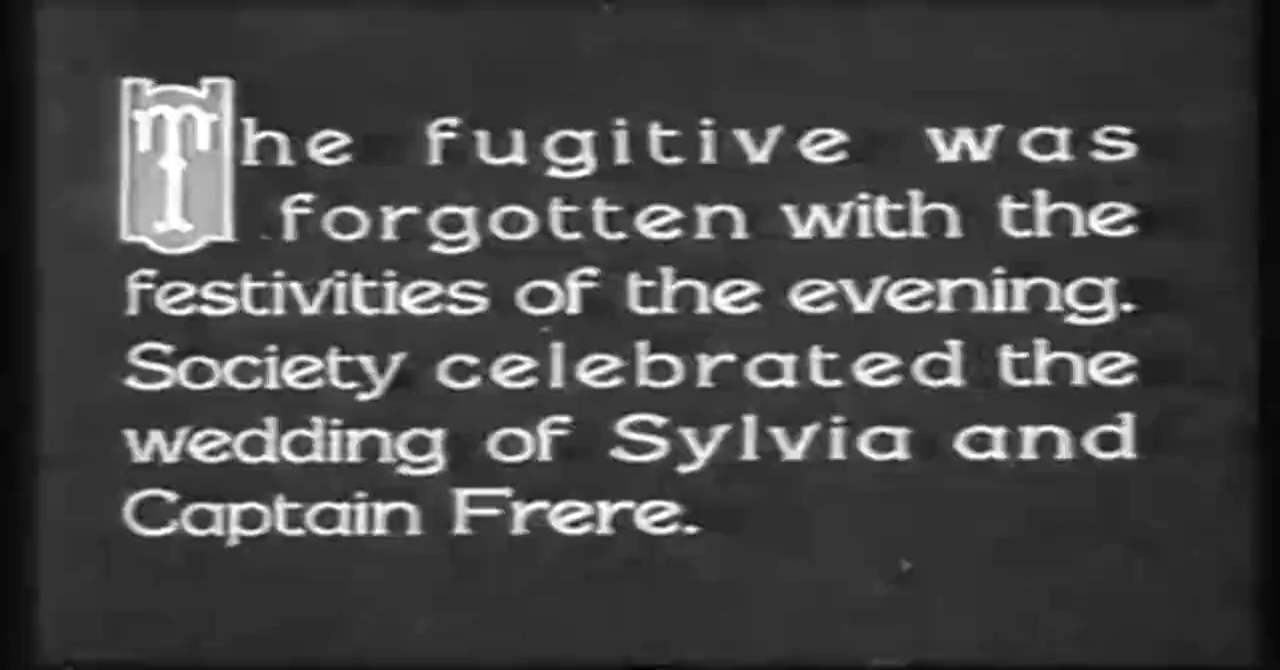 The fugitive was
forgotten with the
festivities of the evening.
Society celebrated the
wedding of Sylvia and
Captain Frere.